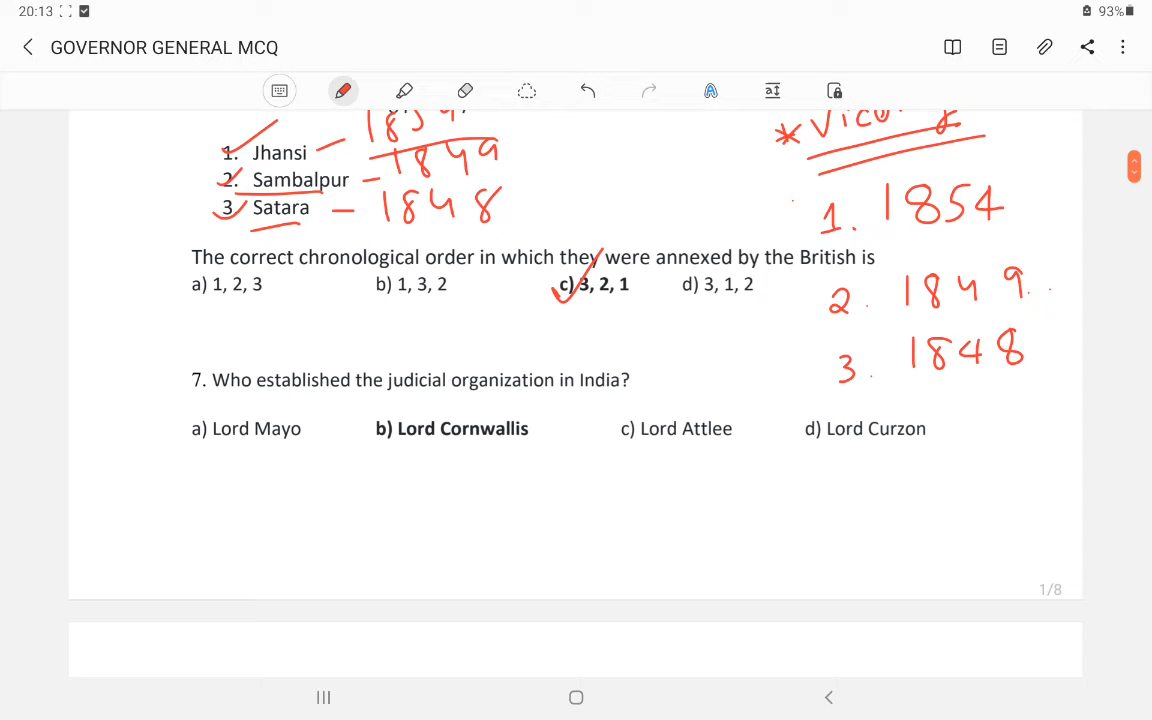 20:13 93%
GOVERNOR GENERAL MCQ
1. Jhansi –
2. Sambalpur – 1849
3. Satara – 1848
The correct chronological order in which they were annexed by the British is
a) 1, 2, 3 b) 1, 3, 2 c) 3, 2, 1 d) 3, 1, 2
1. 1854
2. 1849.
3. 1848
7. Who established the judicial organization in India?
a) Lord Mayo b) Lord Cornwallis c) Lord Attlee d) Lord Curzon
1/8